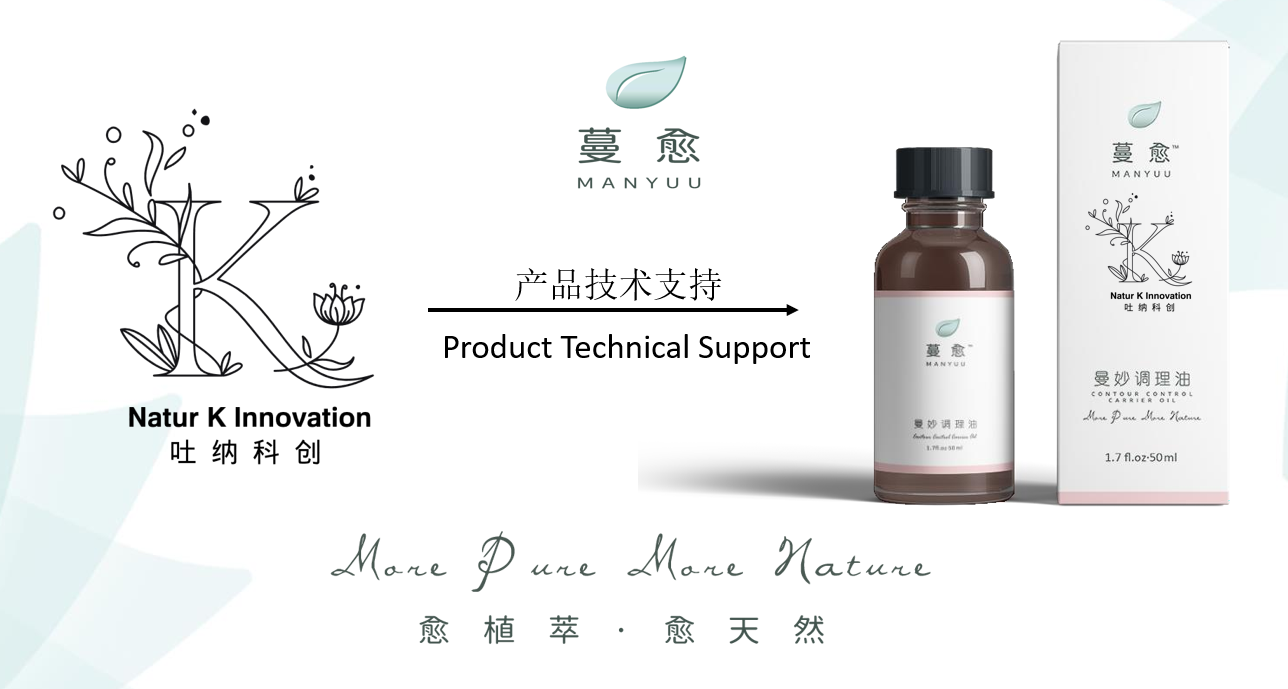 蔓愈
MANYUU
产品技术支持
Product Technical Support
Natur K Innovation
吐纳科创
蔓愈™
MANYUU
曼妙调理油
Contour Control Carrier Oil
1.7fl.oz·50ml
蔓愈™
MANYUU
K
Natur K Innovation
吐纳科创
曼妙调理油
CONTOUR CONTROL
CARRIER OIL
More Pure More Nature
1.7 fl.oz·50ml
K
More Pure More Nature
愈植萃·愈天然